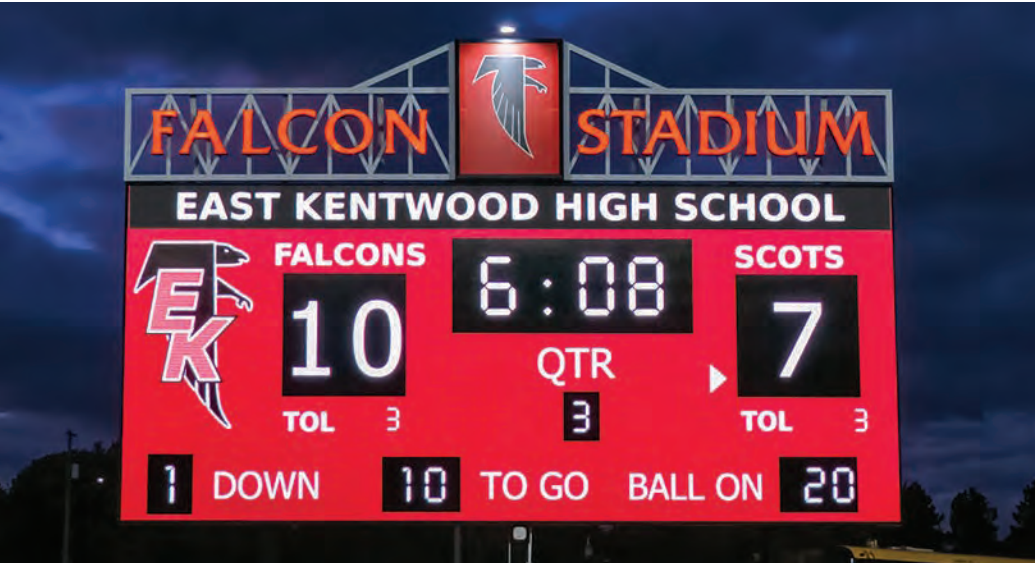 FALCON STADIUM
EAST KENTWOOD HIGH SCHOOL
FALCONS 6:08 SCOTS
EK 10 7
QTR
TOL 3 3 TOL 3
1 DOWN 10 TO GO BALL ON 20